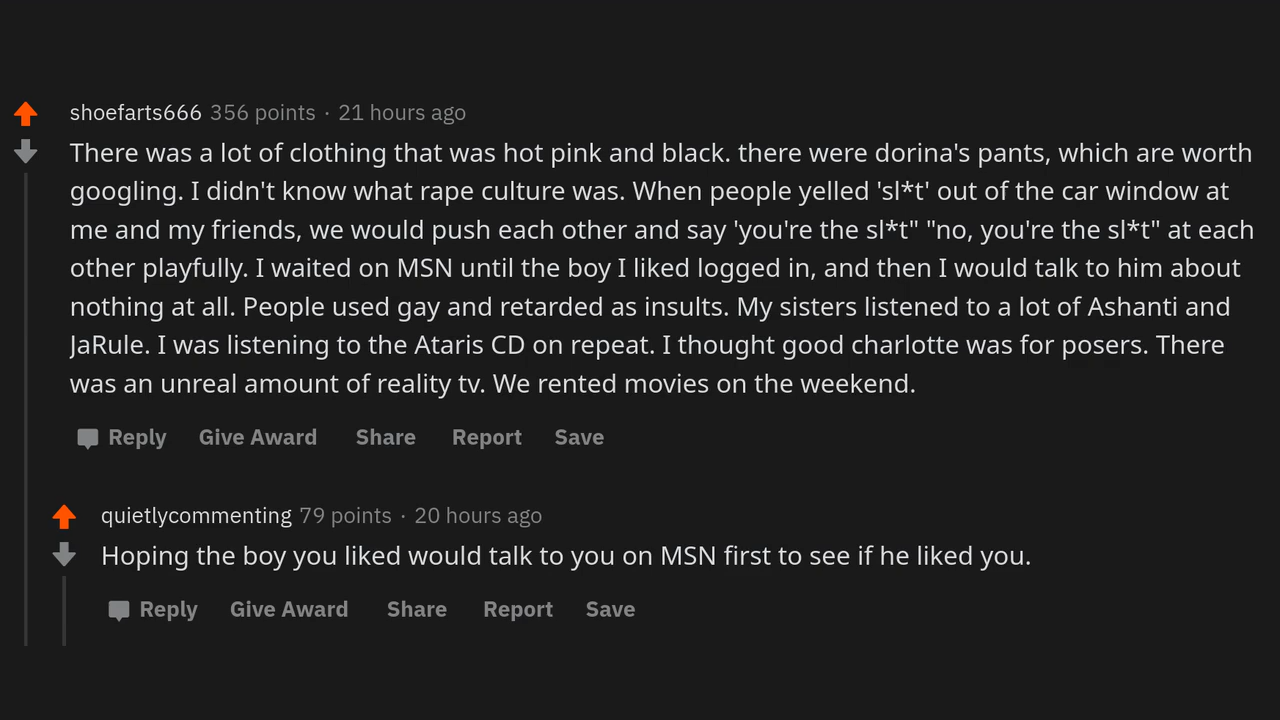 shoefarts666 356 points · 21 hours ago
There was a lot of clothing that was hot pink and black. there were dorina's pants, which are worth
googling. I didn't know what rape culture was. When people yelled 'sl*t' out of the car window at
me and my friends, we would push each other and say 'you're the sl*t" "no, you're the sl*t" at each
other playfully. I waited on MSN until the boy I liked logged in, and then I would talk to him about
nothing at all. People used gay and retarded as insults. My sisters listened to a lot of Ashanti and
JaRule. I was listening to the Ataris CD on repeat. I thought good charlotte was for posers. There
was an unreal amount of reality tv. We rented movies on the weekend.
Reply Give Award Share Report Save
quietlycommenting 79 points · 20 hours ago
Hoping the boy you liked would talk to you on MSN first to see if he liked you.
Reply Give Award Share Report Save